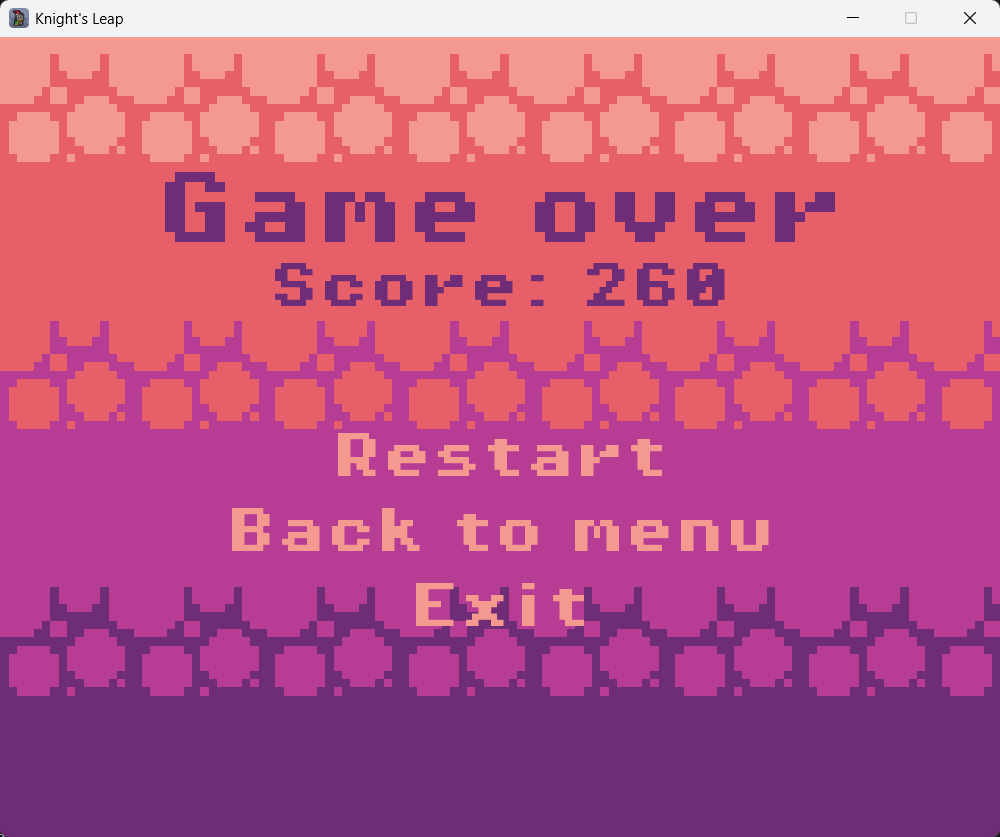 Knight's Leap
Game over
Score: 260
Restart
Back to menu
Exit